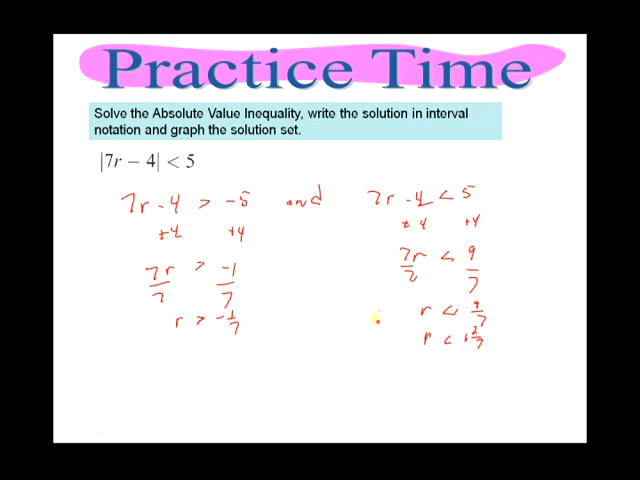 Practice Time
Solve the Absolute Value Inequality, write the solution in interval
notation and graph the solution set.
|7r − 4| < 5
7r - 4 > -5 and 7r - 4 < 5
+4 +4 +4 +4
7r/7 > -1/7 7r/7 < 9/7
r > -1/7 r < 9/7
r < 1 2/7